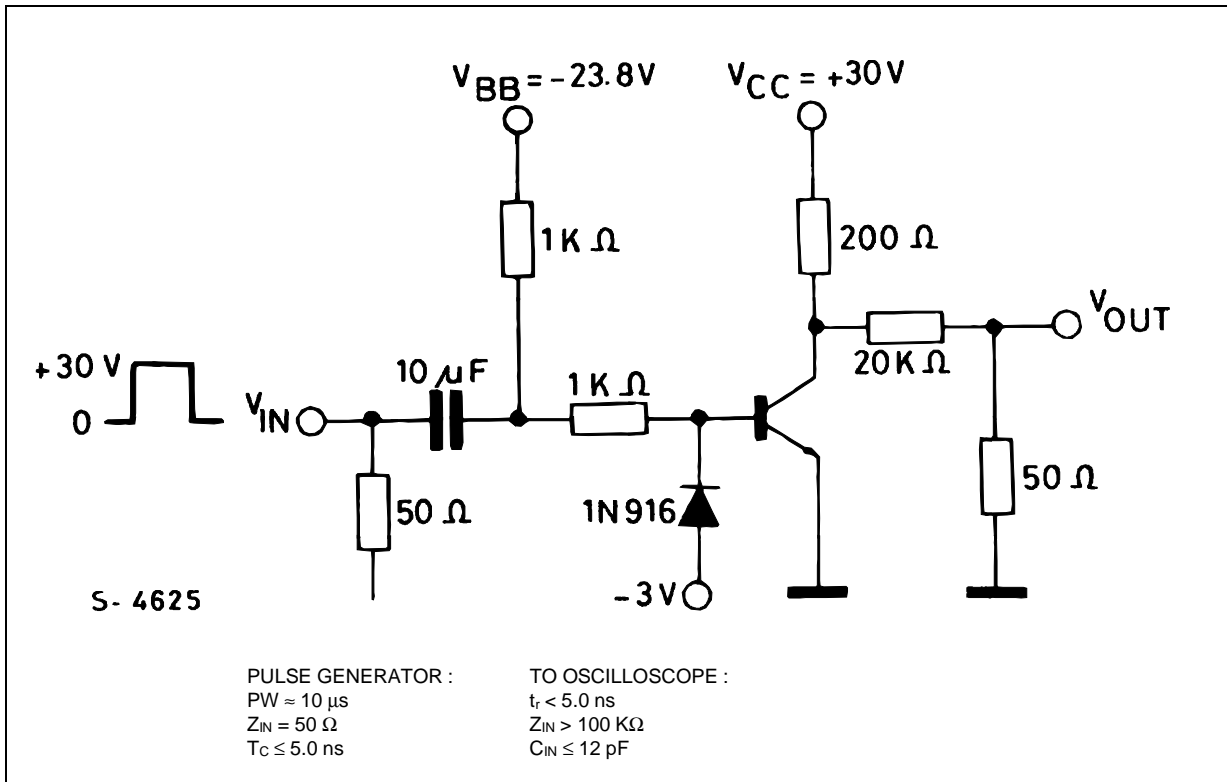 V_BB = -23.8V
V_CC = +30V
1K Ω
200 Ω
V_OUT
20K Ω
+30 V
0
V_IN
10 μF
1K Ω
50 Ω
1N916
50 Ω
-3V
S- 4625
PULSE GENERATOR :
PW ≈ 10 μs
Z_IN = 50 Ω
T_C ≤ 5.0 ns
TO OSCILLOSCOPE :
t_r < 5.0 ns
Z_IN > 100 KΩ
C_IN ≤ 12 pF